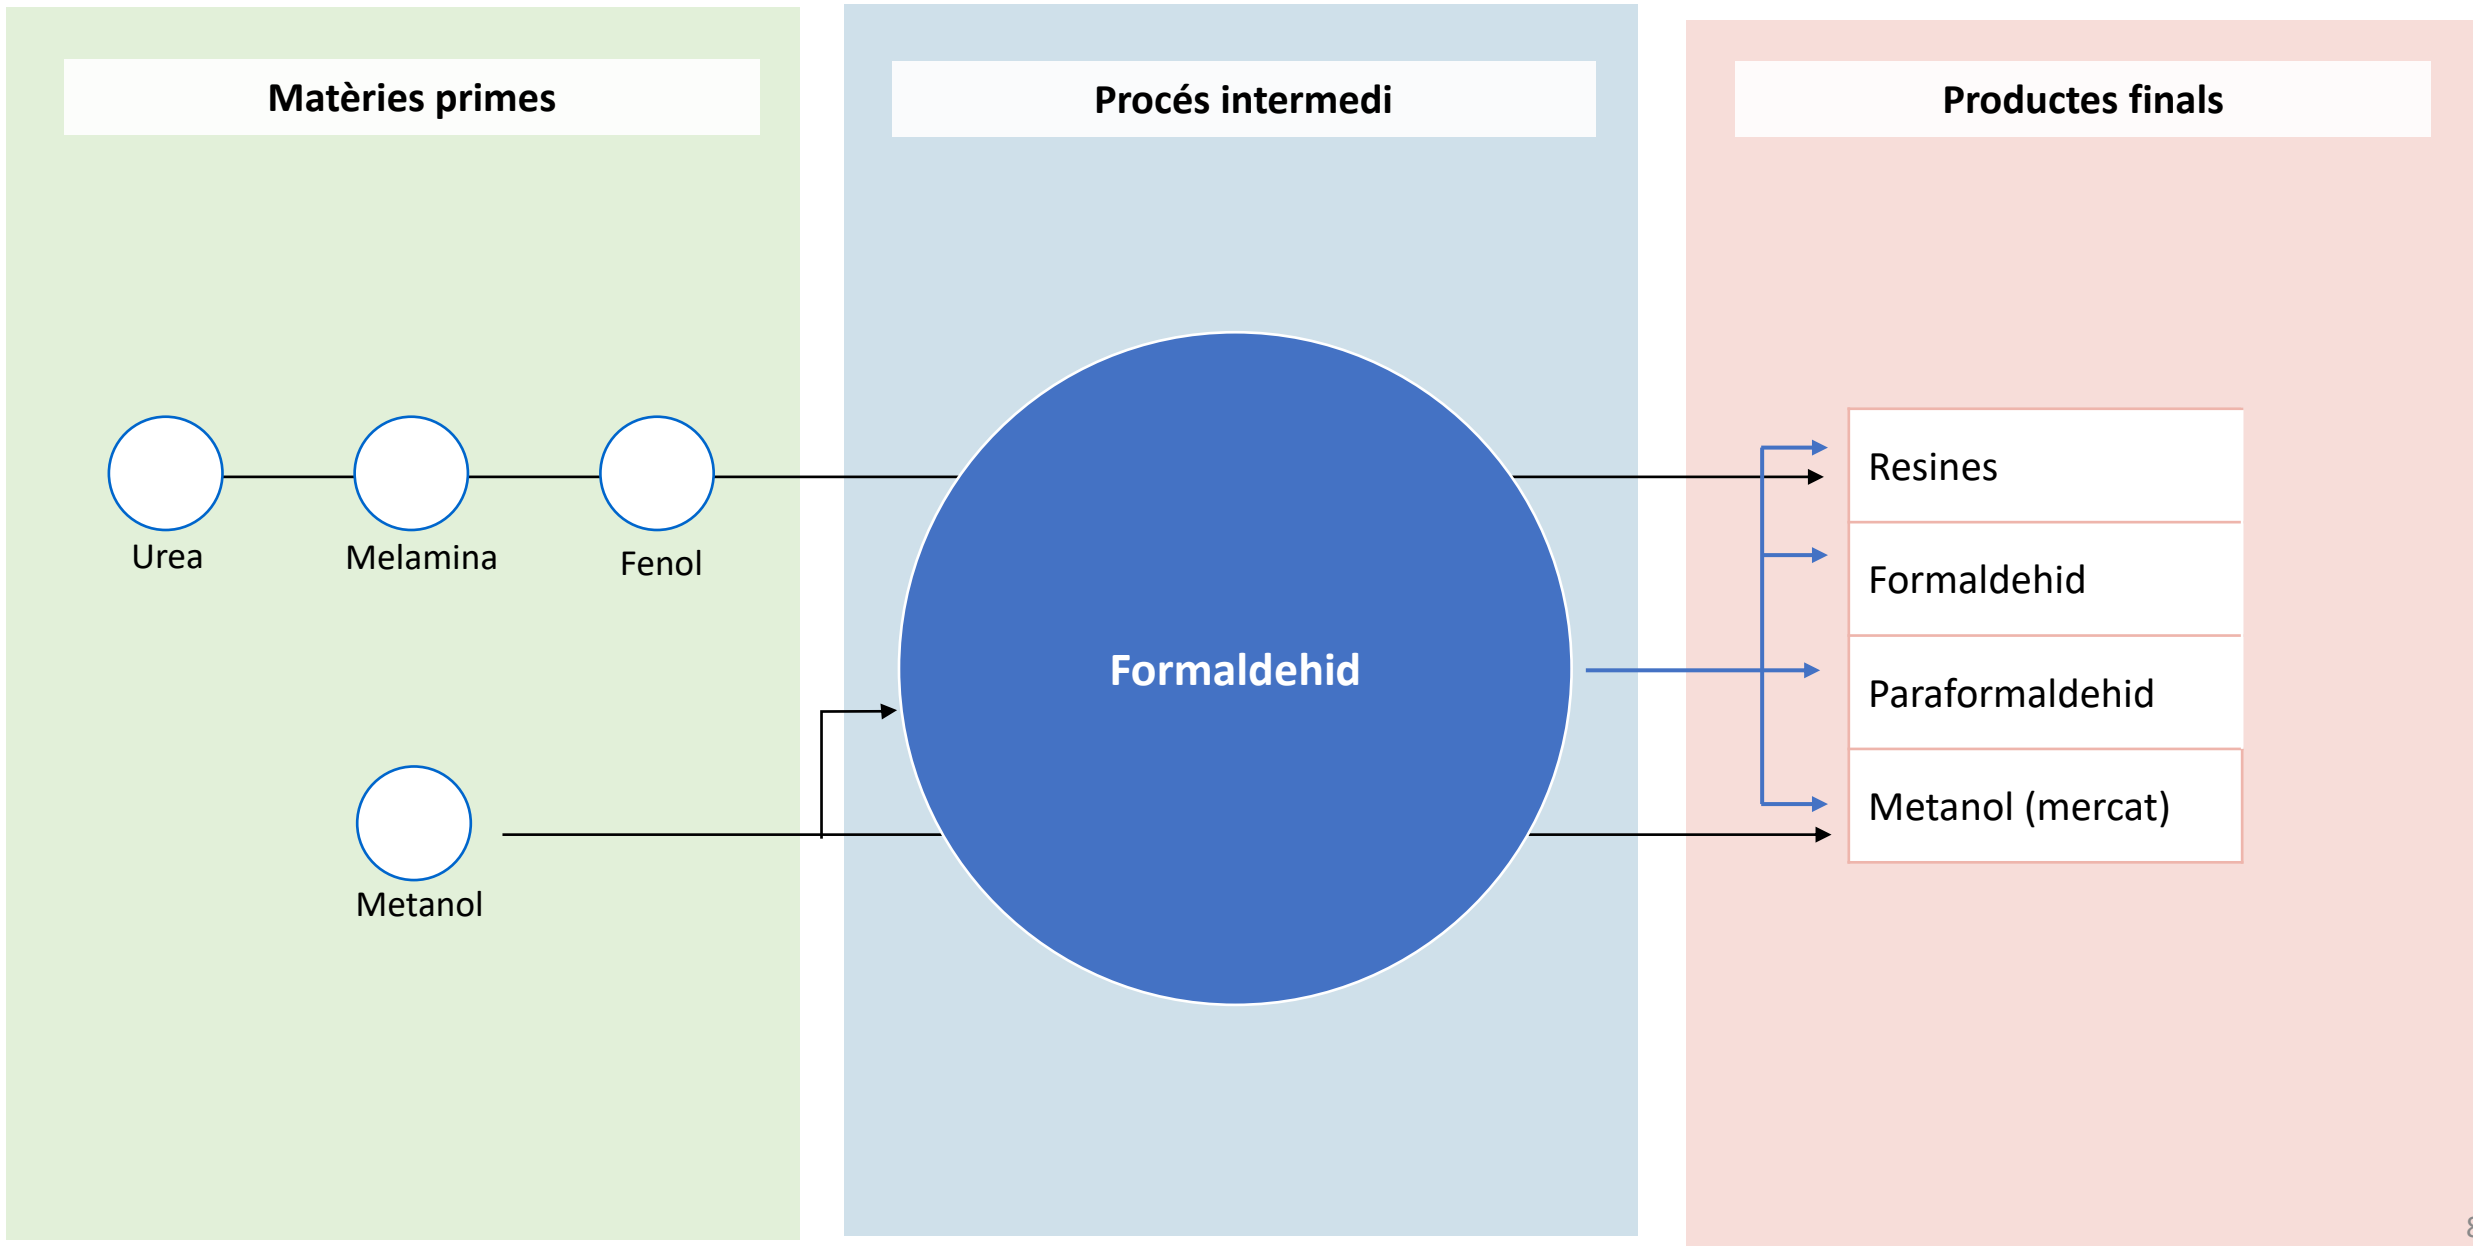 Matèries primes
Procés intermedi
Productes finals
Urea
Melamina
Fenol
Metanol
Formaldehid
Resines
Formaldehid
Paraformaldehid
Metanol (mercat)